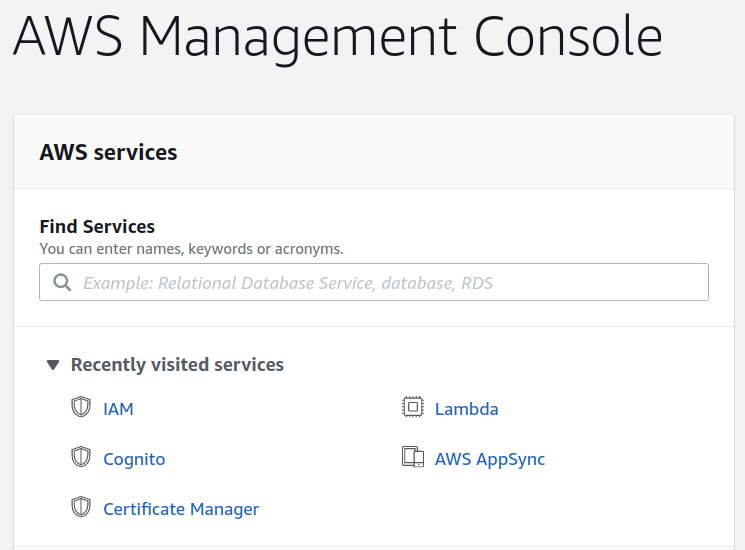 AWS Management Console
AWS services
Find Services
You can enter names, keywords or acronyms.
Example: Relational Database Service, database, RDS
Recently visited services
IAM
Lambda
Cognito
AWS AppSync
Certificate Manager